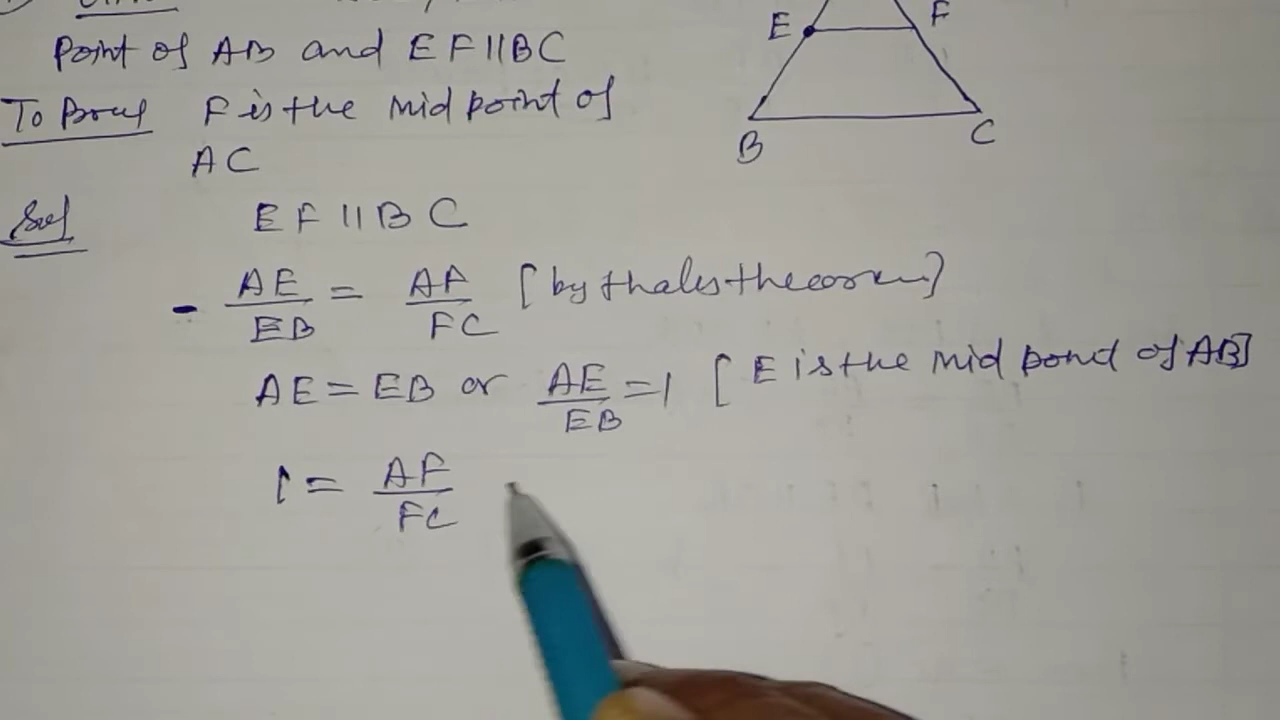 E F
Point of AB and EF||BC
B C
To Prove F is the mid point of
AC
Sol EF||BC
AE/EB = AF/FC [by thales theorem]
AE = EB or AE/EB = 1 [E is the mid point of AB]
1 = AF/FC